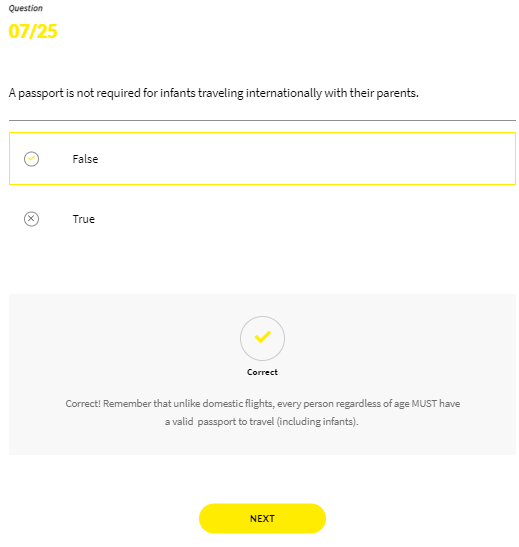 Question
07/25
A passport is not required for infants traveling internationally with their parents.
False
True
Correct
Correct! Remember that unlike domestic flights, every person regardless of age MUST have
a valid  passport to travel (including infants).
NEXT